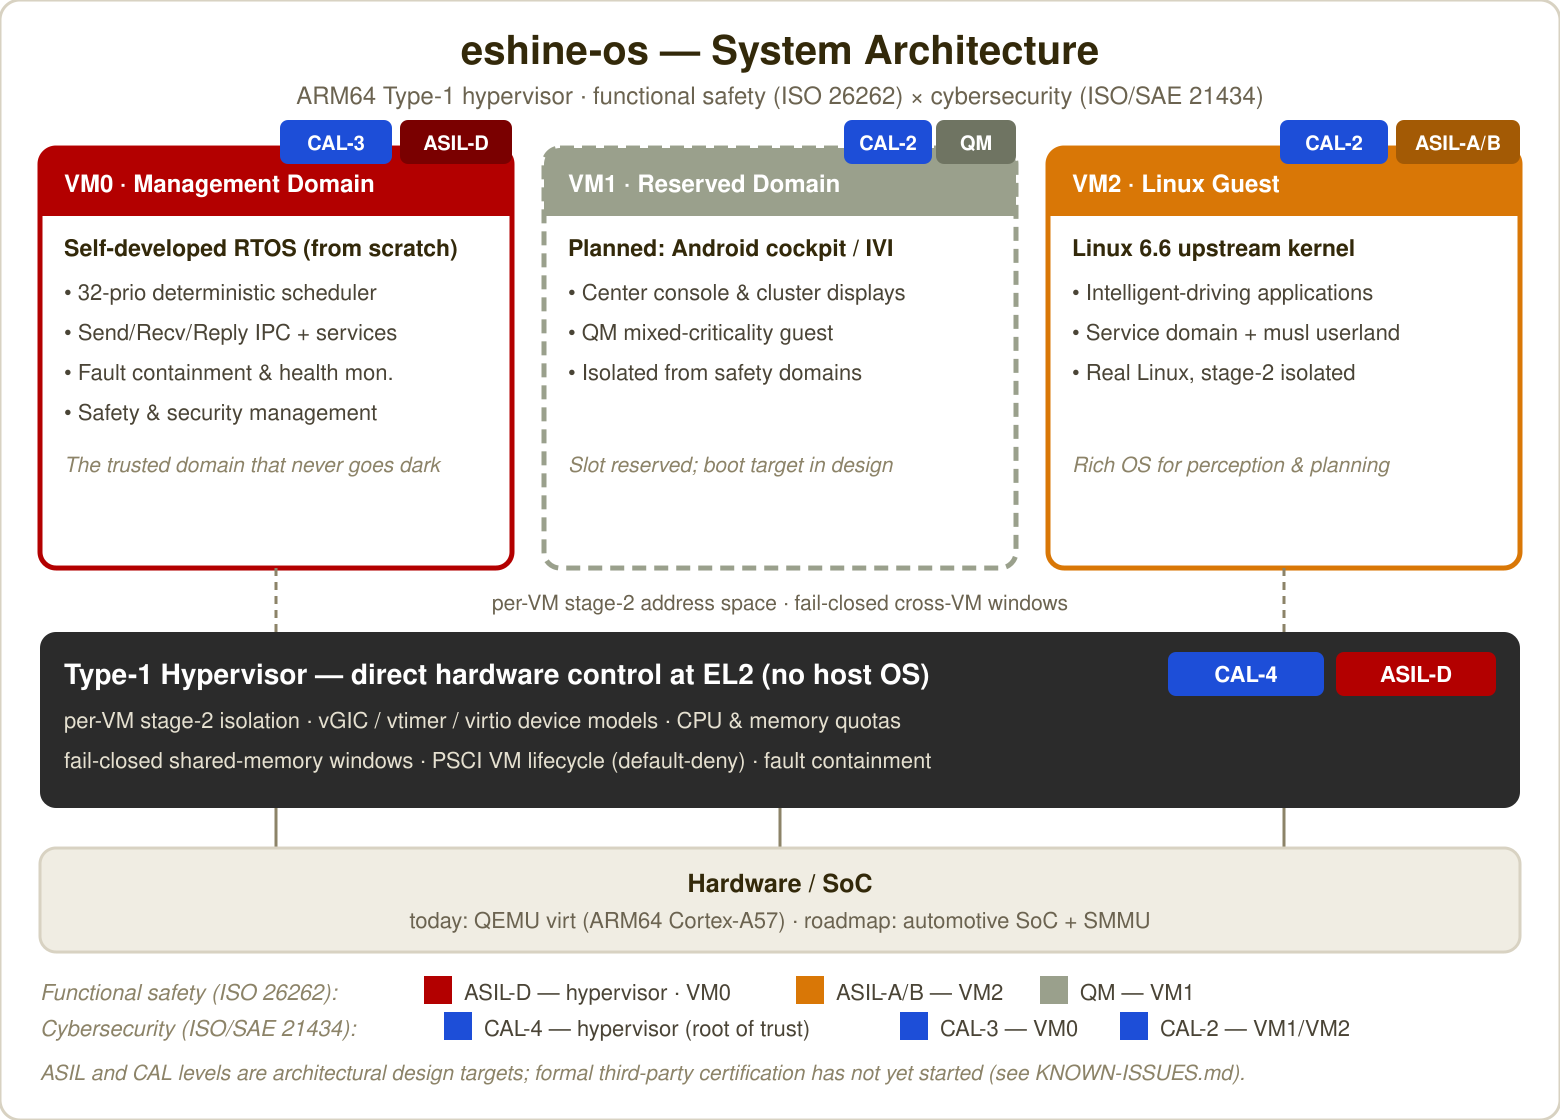 eshine-os — System Architecture
ARM64 Type-1 hypervisor · functional safety (ISO 26262) × cybersecurity (ISO/SAE 21434)
CAL-3
ASIL-D
VM0 · Management Domain
Self-developed RTOS (from scratch)
• 32-prio deterministic scheduler
• Send/Recv/Reply IPC + services
• Fault containment & health mon.
• Safety & security management
The trusted domain that never goes dark
CAL-2
QM
VM1 · Reserved Domain
Planned: Android cockpit / IVI
• Center console & cluster displays
• QM mixed-criticality guest
• Isolated from safety domains
Slot reserved; boot target in design
CAL-2
ASIL-A/B
VM2 · Linux Guest
Linux 6.6 upstream kernel
• Intelligent-driving applications
• Service domain + musl userland
• Real Linux, stage-2 isolated
Rich OS for perception & planning
per-VM stage-2 address space · fail-closed cross-VM windows
Type-1 Hypervisor — direct hardware control at EL2 (no host OS)
CAL-4
ASIL-D
per-VM stage-2 isolation · vGIC / vtimer / virtio device models · CPU & memory quotas
fail-closed shared-memory windows · PSCI VM lifecycle (default-deny) · fault containment
Hardware / SoC
today: QEMU virt (ARM64 Cortex-A57) · roadmap: automotive SoC + SMMU
Functional safety (ISO 26262): ASIL-D — hypervisor · VM0 ASIL-A/B — VM2 QM — VM1
Cybersecurity (ISO/SAE 21434): CAL-4 — hypervisor (root of trust) CAL-3 — VM0 CAL-2 — VM1/VM2
ASIL and CAL levels are architectural design targets; formal third-party certification has not yet started (see KNOWN-ISSUES.md).